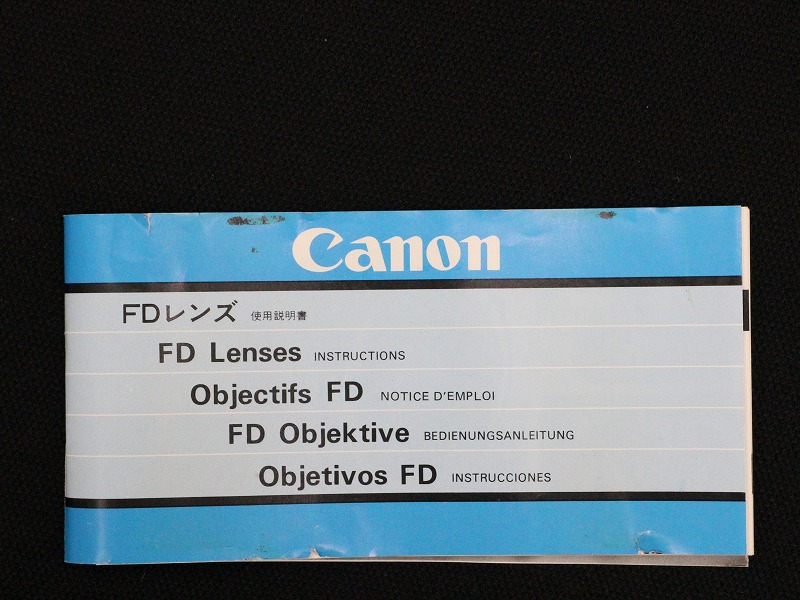 Canon
FDレンズ 使用説明書
FD Lenses INSTRUCTIONS
Objectifs FD NOTICE D'EMPLOI
FD Objektive BEDIENUNGSANLEITUNG
Objetivos FD INSTRUCCIONES